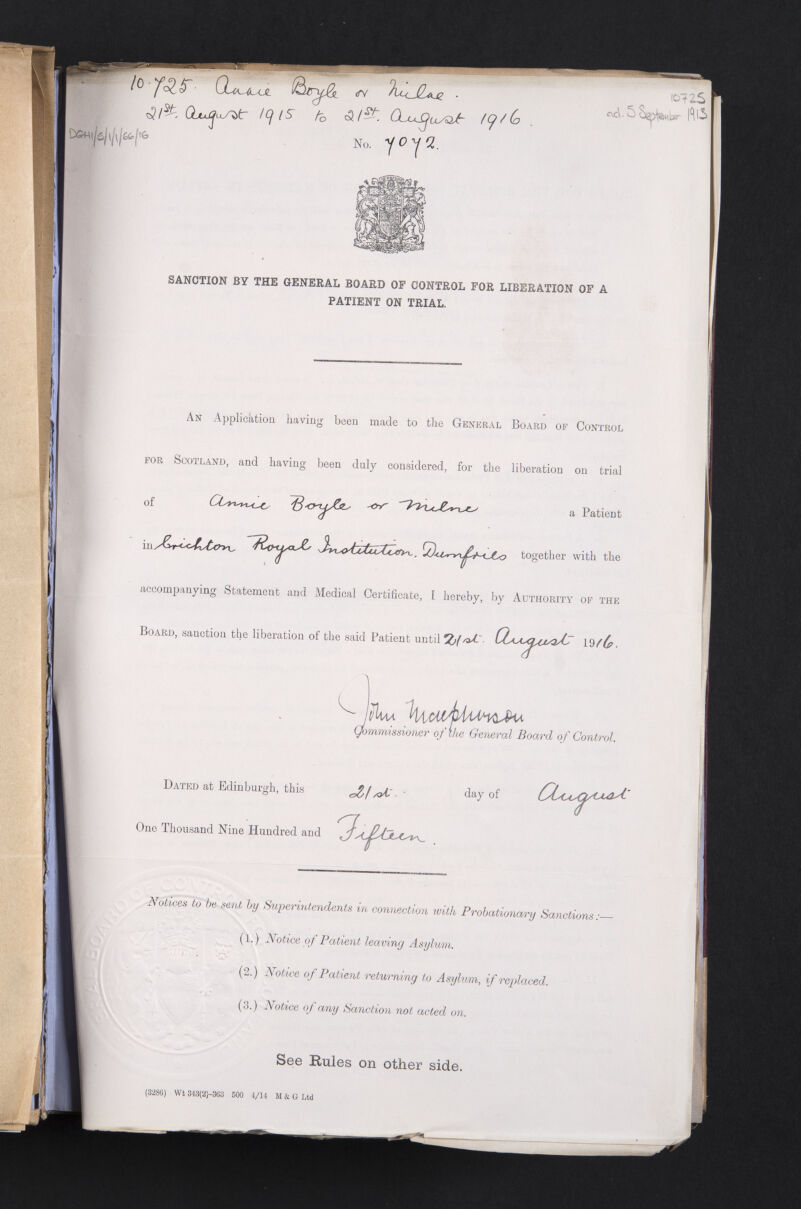 10.725. Annie Boyle or Milne.
21st. August 1915 to 21st. August 1916.
10725
ad. 5 September 1913
DGH1/6/1/1/66/16
No. 7072.
SANCTION BY THE GENERAL BOARD OF CONTROL FOR LIBERATION OF A
PATIENT ON TRIAL.
AN Application having been made to the GENERAL BOARD OF CONTROL
FOR SCOTLAND, and having been duly considered, for the liberation on trial
of Annie Boyle or Milne a Patient
in Crichton Royal Institution. Dumfries together with the
accompanying Statement and Medical Certificate, I hereby, by AUTHORITY OF THE
BOARD, sanction the liberation of the said Patient until 21st. August 1916.
John Macpherson
Commissioner of the General Board of Control.
DATED at Edinburgh, this 21st. day of August
One Thousand Nine Hundred and Fifteen.
Notices to be sent by Superintendents in connection with Probationary Sanctions:—
(1.) Notice of Patient leaving Asylum.
(2.) Notice of Patient returning to Asylum, if replaced.
(3.) Notice of any Sanction not acted on.
See Rules on other side.
(3286) Wt 343(2)-363 500 4/14 M & G Ltd